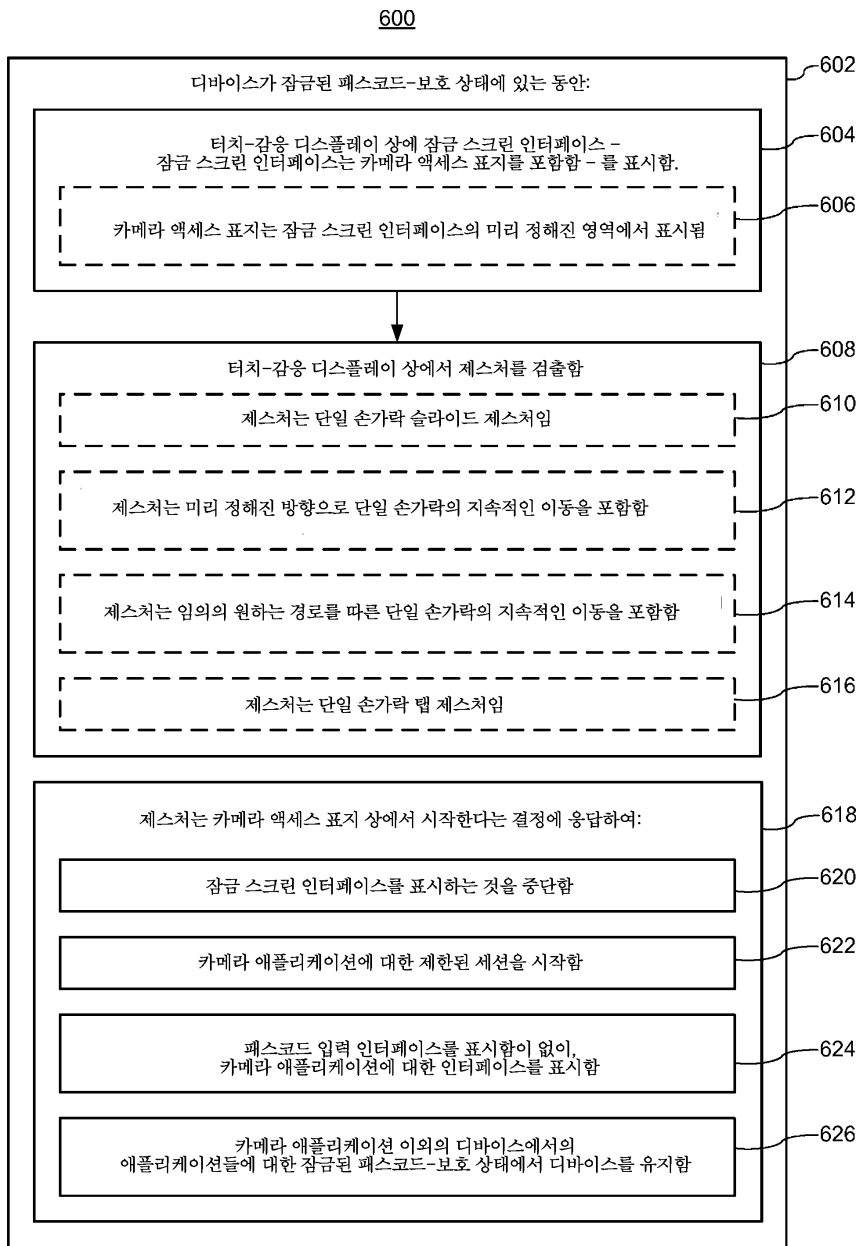 600
602
디바이스가 잠금된 패스코드-보호 상태에 있는 동안:
604
터치-감응 디스플레이 상에 잠금 스크린 인터페이스 -
잠금 스크린 인터페이스는 카메라 액세스 표지를 포함함 - 를 표시함.
606
카메라 액세스 표지는 잠금 스크린 인터페이스의 미리 정해진 영역에서 표시됨
608
터치-감응 디스플레이 상에서 제스처를 검출함
610
제스처는 단일 손가락 슬라이드 제스처임
612
제스처는 미리 정해진 방향으로 단일 손가락의 지속적인 이동을 포함함
614
제스처는 임의의 원하는 경로를 따른 단일 손가락의 지속적인 이동을 포함함
616
제스처는 단일 손가락 탭 제스처임
618
제스처는 카메라 액세스 표지 상에서 시작한다는 결정에 응답하여:
620
잠금 스크린 인터페이스를 표시하는 것을 중단함
622
카메라 애플리케이션에 대한 제한된 세션을 시작함
624
패스코드 입력 인터페이스를 표시함이 없이,
카메라 애플리케이션에 대한 인터페이스를 표시함
626
카메라 애플리케이션 이외의 디바이스에서의
애플리케이션들에 대한 잠금된 패스코드-보호 상태에서 디바이스를 유지함